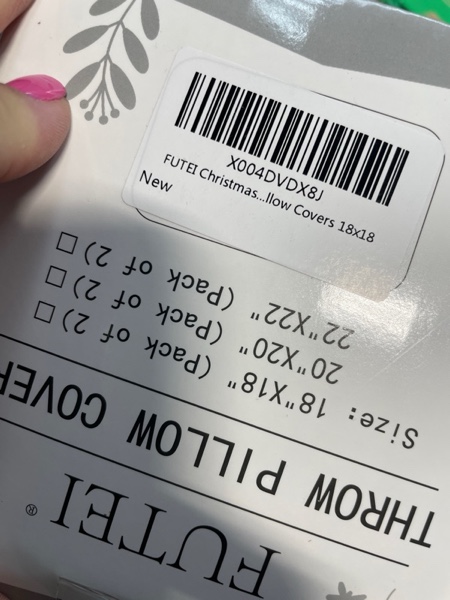 X004DVDX8J
FUTEI Christmas...llow Covers 18x18
New
FUTEI®
THROW PILLOW COVER
Size: 18"X18" (Pack of 2) □
20"X20" (Pack of 2) □
22"X22" (Pack of 2) □